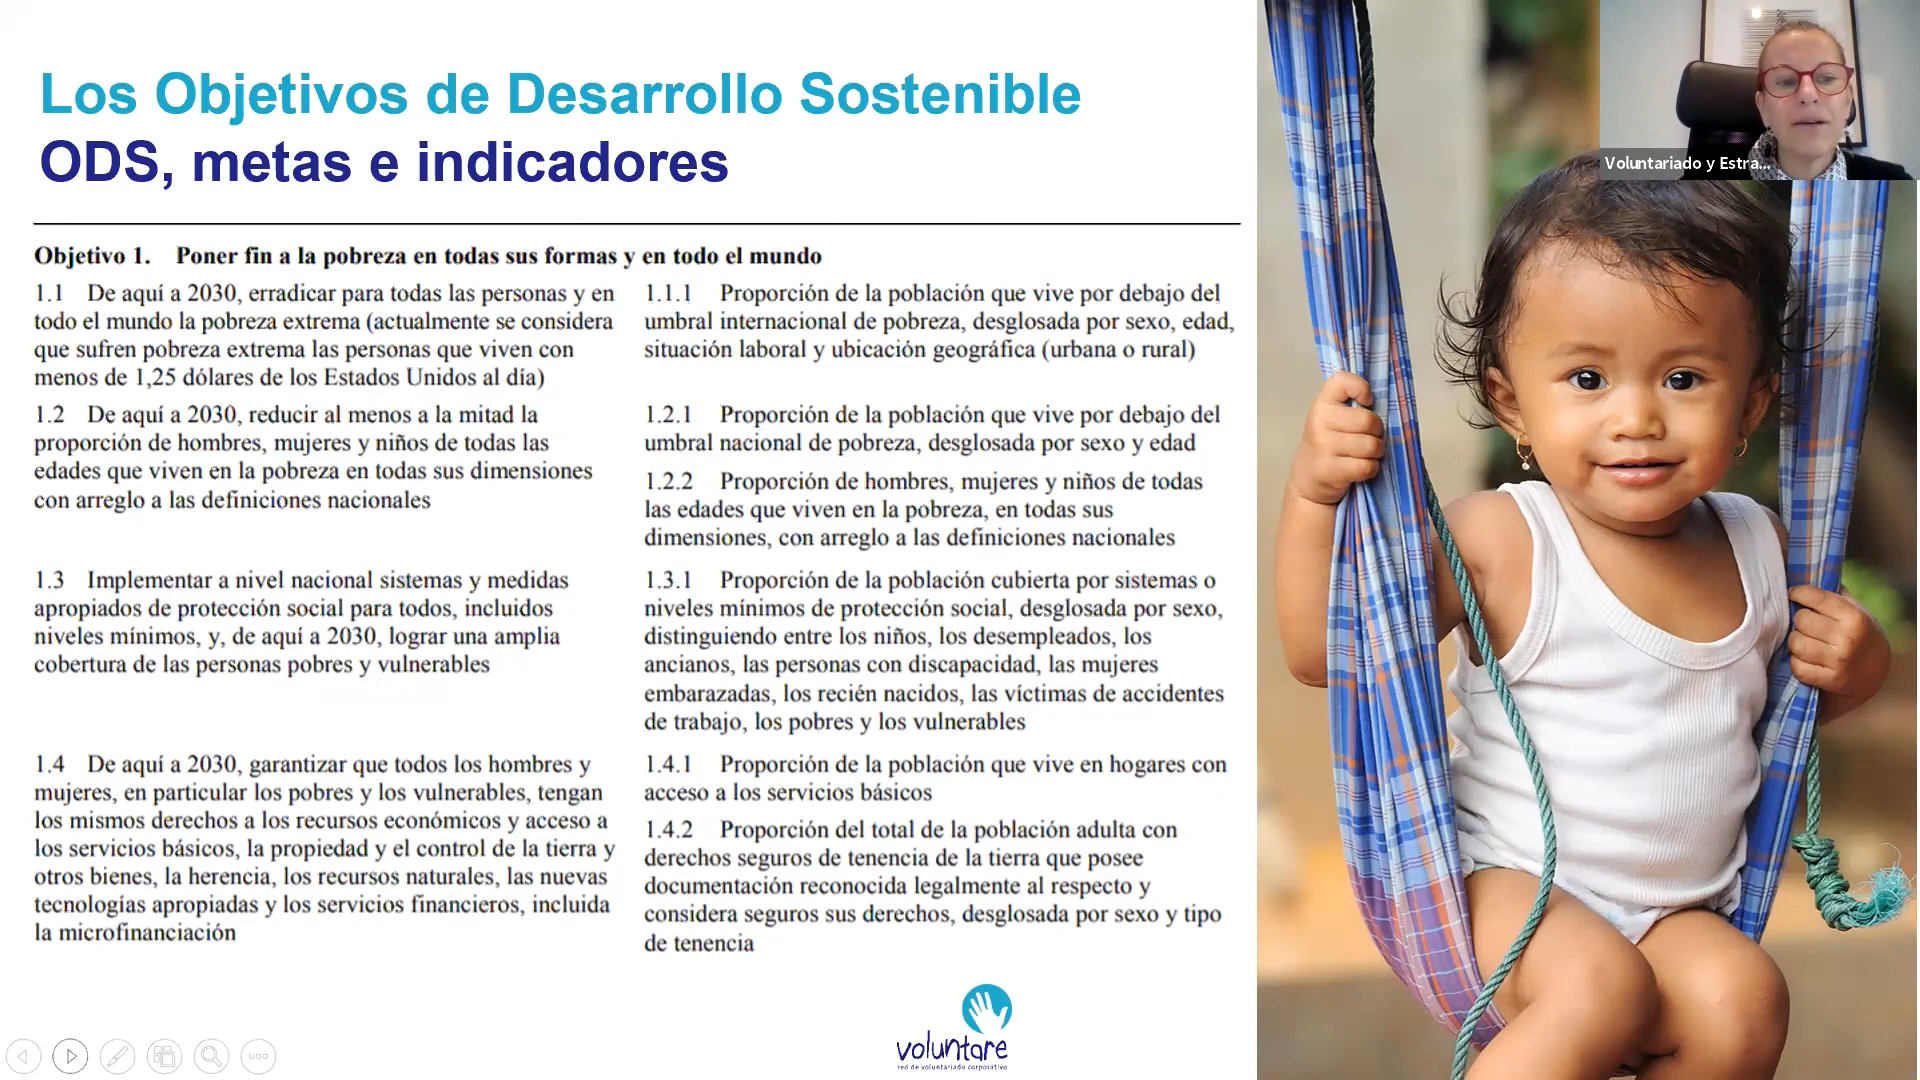 Los Objetivos de Desarrollo Sostenible
ODS, metas e indicadores
Voluntariado y Estra...
Objetivo 1. Poner fin a la pobreza en todas sus formas y en todo el mundo
1.1 De aquí a 2030, erradicar para todas las personas y en
todo el mundo la pobreza extrema (actualmente se considera
que sufren pobreza extrema las personas que viven con
menos de 1,25 dólares de los Estados Unidos al día)
1.1.1 Proporción de la población que vive por debajo del
umbral internacional de pobreza, desglosada por sexo, edad,
situación laboral y ubicación geográfica (urbana o rural)
1.2 De aquí a 2030, reducir al menos a la mitad la
proporción de hombres, mujeres y niños de todas las
edades que viven en la pobreza en todas sus dimensiones
con arreglo a las definiciones nacionales
1.2.1 Proporción de la población que vive por debajo del
umbral nacional de pobreza, desglosada por sexo y edad
1.2.2 Proporción de hombres, mujeres y niños de todas
las edades que viven en la pobreza, en todas sus
dimensiones, con arreglo a las definiciones nacionales
1.3 Implementar a nivel nacional sistemas y medidas
apropiados de protección social para todos, incluidos
niveles mínimos, y, de aquí a 2030, lograr una amplia
cobertura de las personas pobres y vulnerables
1.3.1 Proporción de la población cubierta por sistemas o
niveles mínimos de protección social, desglosada por sexo,
distinguiendo entre los niños, los desempleados, los
ancianos, las personas con discapacidad, las mujeres
embarazadas, los recién nacidos, las víctimas de accidentes
de trabajo, los pobres y los vulnerables
1.4 De aquí a 2030, garantizar que todos los hombres y
mujeres, en particular los pobres y los vulnerables, tengan
los mismos derechos a los recursos económicos y acceso a
los servicios básicos, la propiedad y el control de la tierra y
otros bienes, la herencia, los recursos naturales, las nuevas
tecnologías apropiadas y los servicios financieros, incluida
la microfinanciación
1.4.1 Proporción de la población que vive en hogares con
acceso a los servicios básicos
1.4.2 Proporción del total de la población adulta con
derechos seguros de tenencia de la tierra que posee
documentación reconocida legalmente al respecto y
considera seguros sus derechos, desglosada por sexo y tipo
de tenencia
voluntare
red de voluntariado corporativo